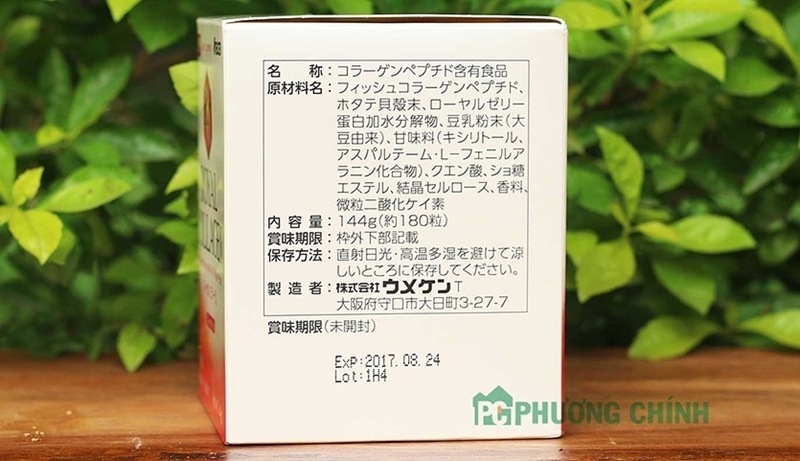 名　称：コラーゲンペプチド含有食品
原材料名：フィッシュコラーゲンペプチド、
ホタテ貝殻末、ローヤルゼリー
蛋白加水分解物、豆乳粉末（大
豆由来）、甘味料（キシリトール、
アスパルテーム・L−フェニルア
ラニン化合物）、クエン酸、ショ糖
エステル、結晶セルロース、香料、
微粒二酸化ケイ素
内容量：144g（約180粒）
賞味期限：枠外下部記載
保存方法：直射日光・高温多湿を避けて涼
しいところに保存してください。
製造者：株式会社ウメケンT
大阪府守口市大日町3-27-7
賞味期限（未開封）
Exp:2017.08.24
Lot:1H4
PC PHƯƠNG CHÍNH